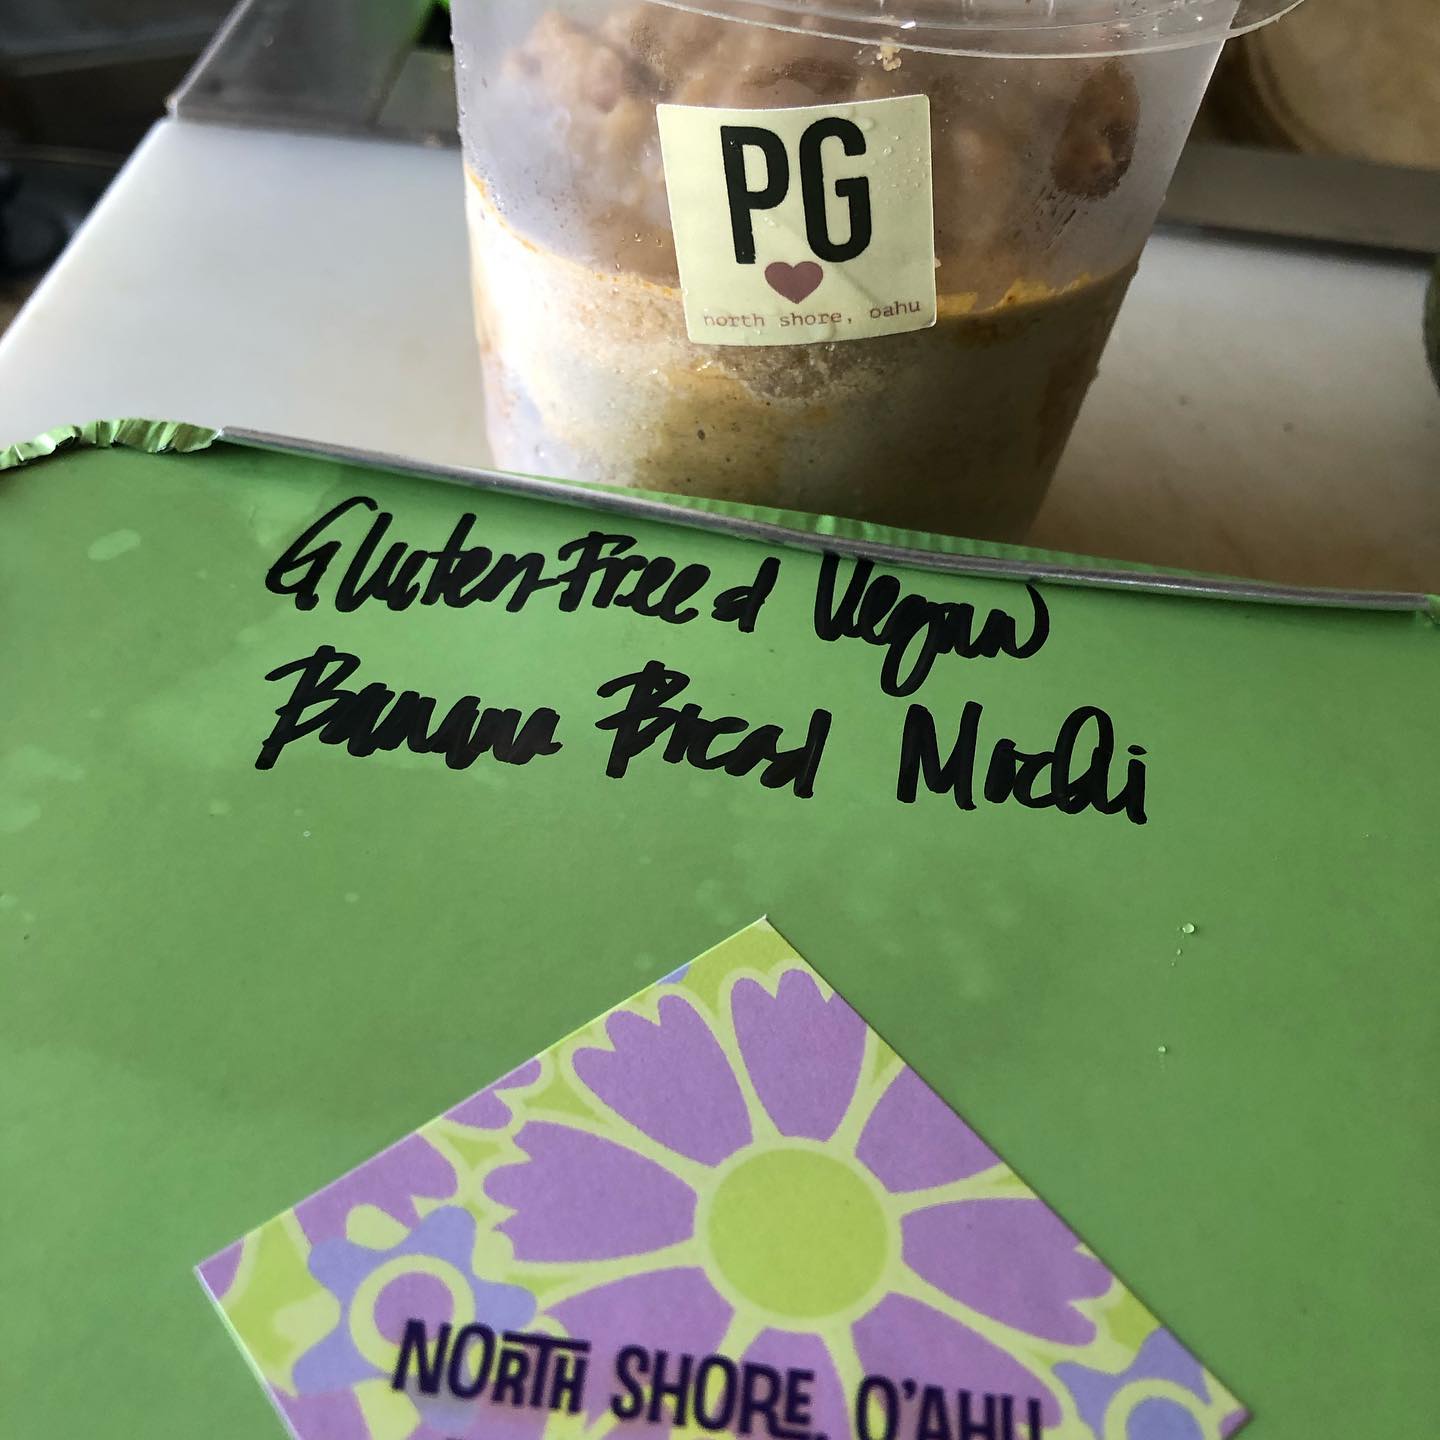 PG
north shore, oahu
Gluten-Free & Vegan
Banana Bread Mochi
NORTH SHORE, O'AHU